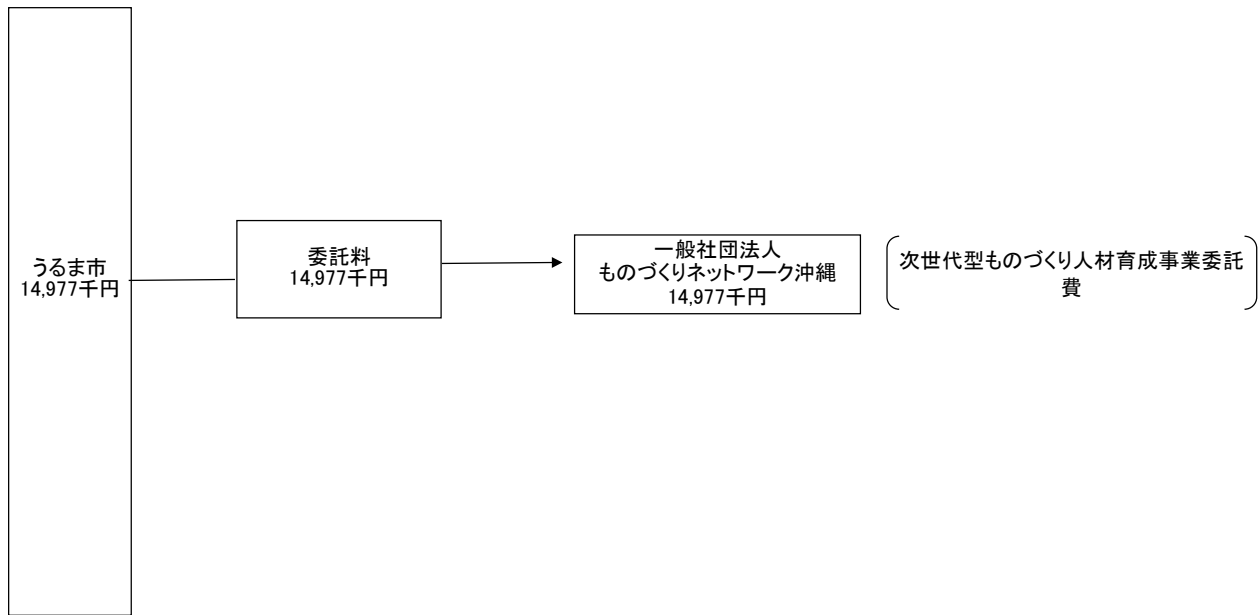 うるま市
14,977千円
委託料
14,977千円
一般社団法人
ものづくりネットワーク沖縄
14,977千円
次世代型ものづくり人材育成事業委託
費